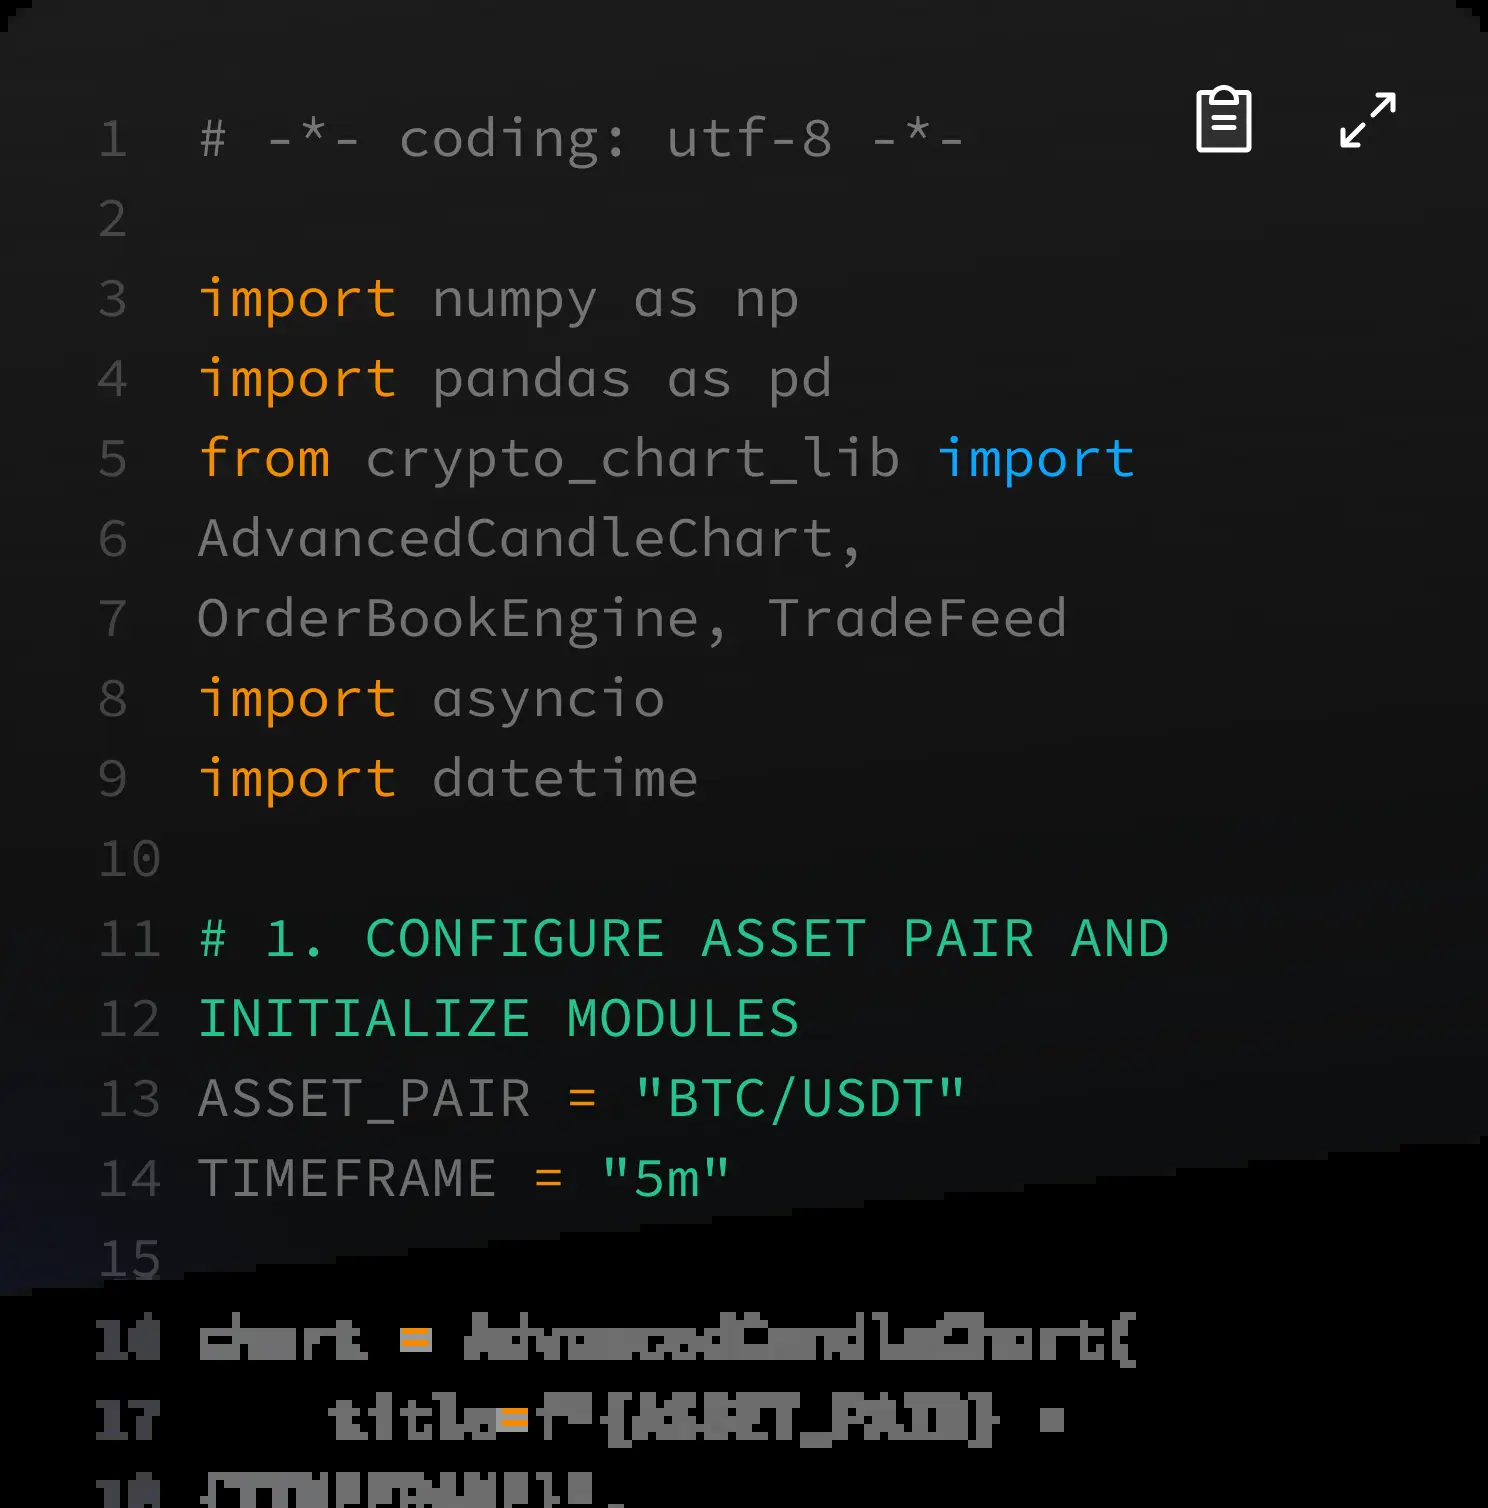 1 # -*- coding: utf-8 -*-
2
3 import numpy as np
4 import pandas as pd
5 from crypto_chart_lib import
6 AdvancedCandleChart,
7 OrderBookEngine, TradeFeed
8 import asyncio
9 import datetime
10
11 # 1. CONFIGURE ASSET PAIR AND
12 INITIALIZE MODULES
13 ASSET_PAIR = "BTC/USDT"
14 TIMEFRAME = "5m"
15
16 chart = AdvancedCandleChart(
17 title=f"{ASSET_PAIR}
18 {TIMEFRAME}",